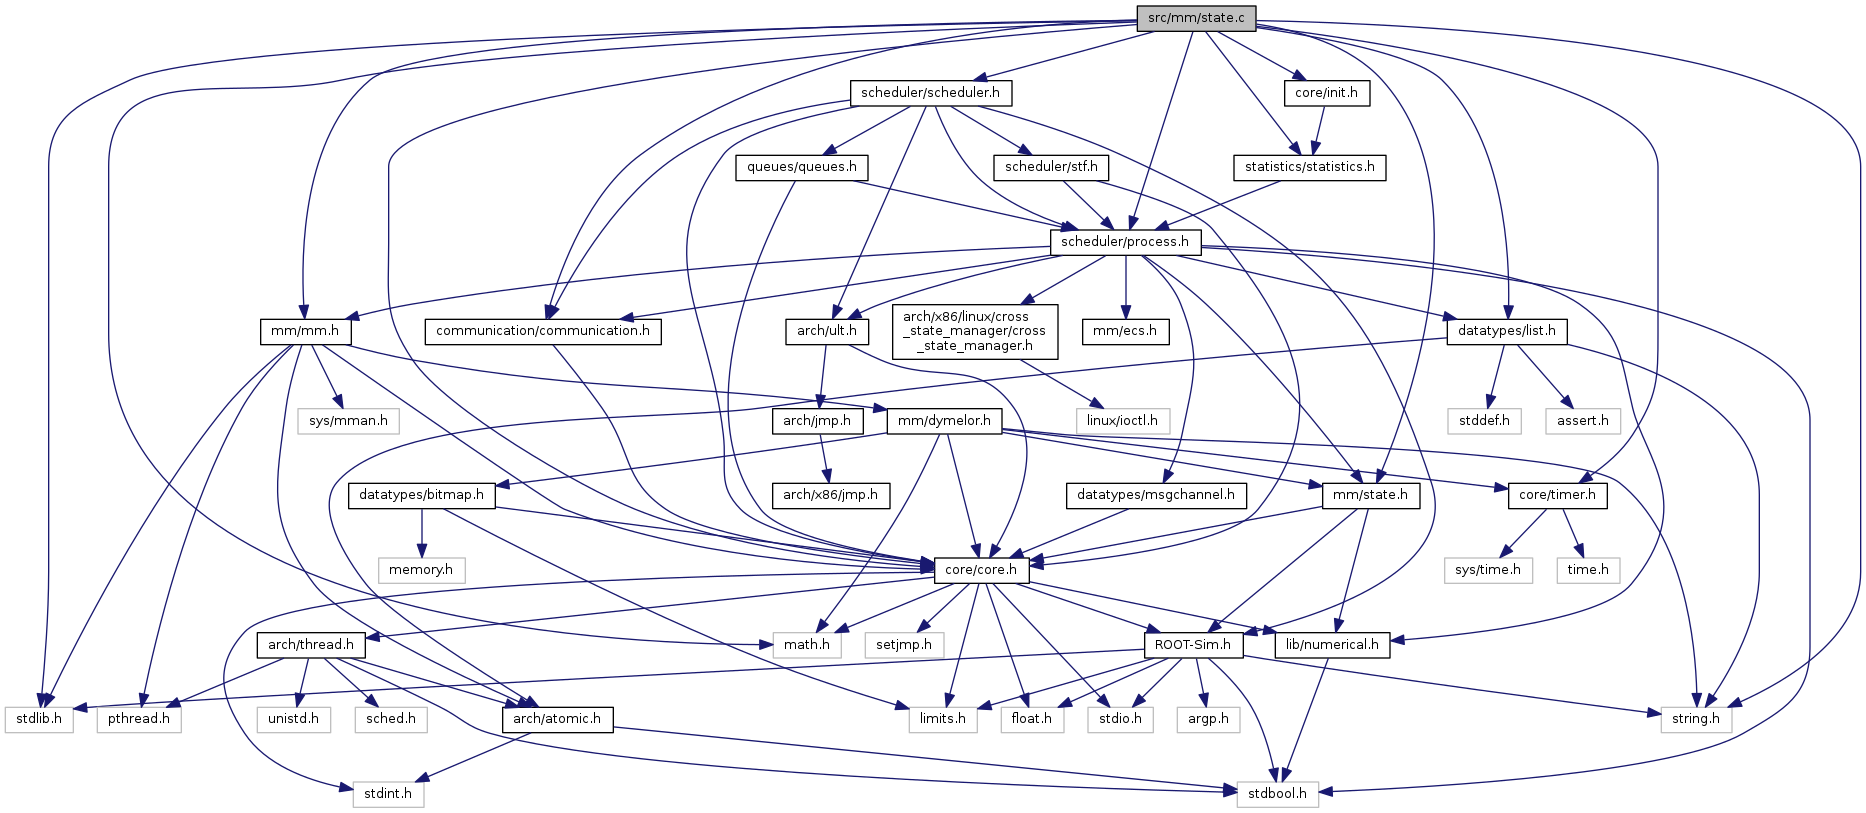 src/mm/state.c
scheduler/scheduler.h
core/init.h
queues/queues.h
scheduler/stf.h
statistics/statistics.h
scheduler/process.h
mm/mm.h
communication/communication.h
arch/ult.h
arch/x86/linux/cross
_state_manager/cross
_state_manager.h
mm/ecs.h
datatypes/list.h
sys/mman.h
mm/dymelor.h
arch/jmp.h
linux/ioctl.h
stddef.h
assert.h
datatypes/bitmap.h
arch/x86/jmp.h
datatypes/msgchannel.h
mm/state.h
core/timer.h
memory.h
core/core.h
sys/time.h
time.h
arch/thread.h
math.h
setjmp.h
ROOT-Sim.h
lib/numerical.h
stdlib.h
pthread.h
unistd.h
sched.h
arch/atomic.h
limits.h
float.h
stdio.h
argp.h
string.h
stdint.h
stdbool.h